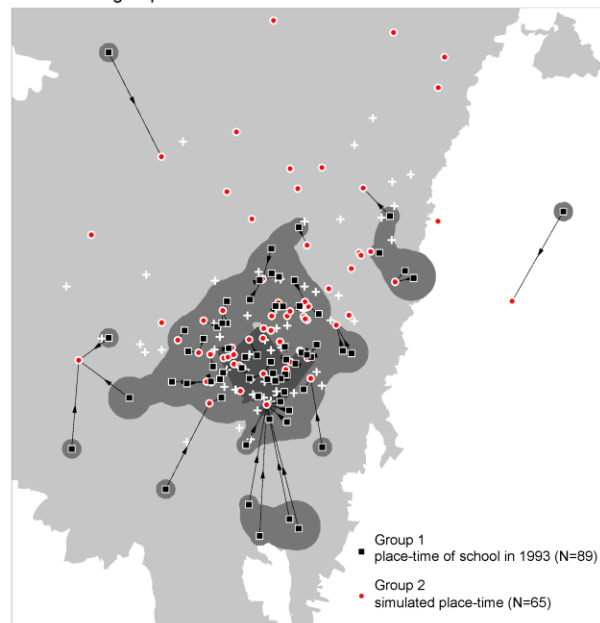 Group 1
place-time of school in 1993 (N=89)
Group 2
simulated place-time (N=65)